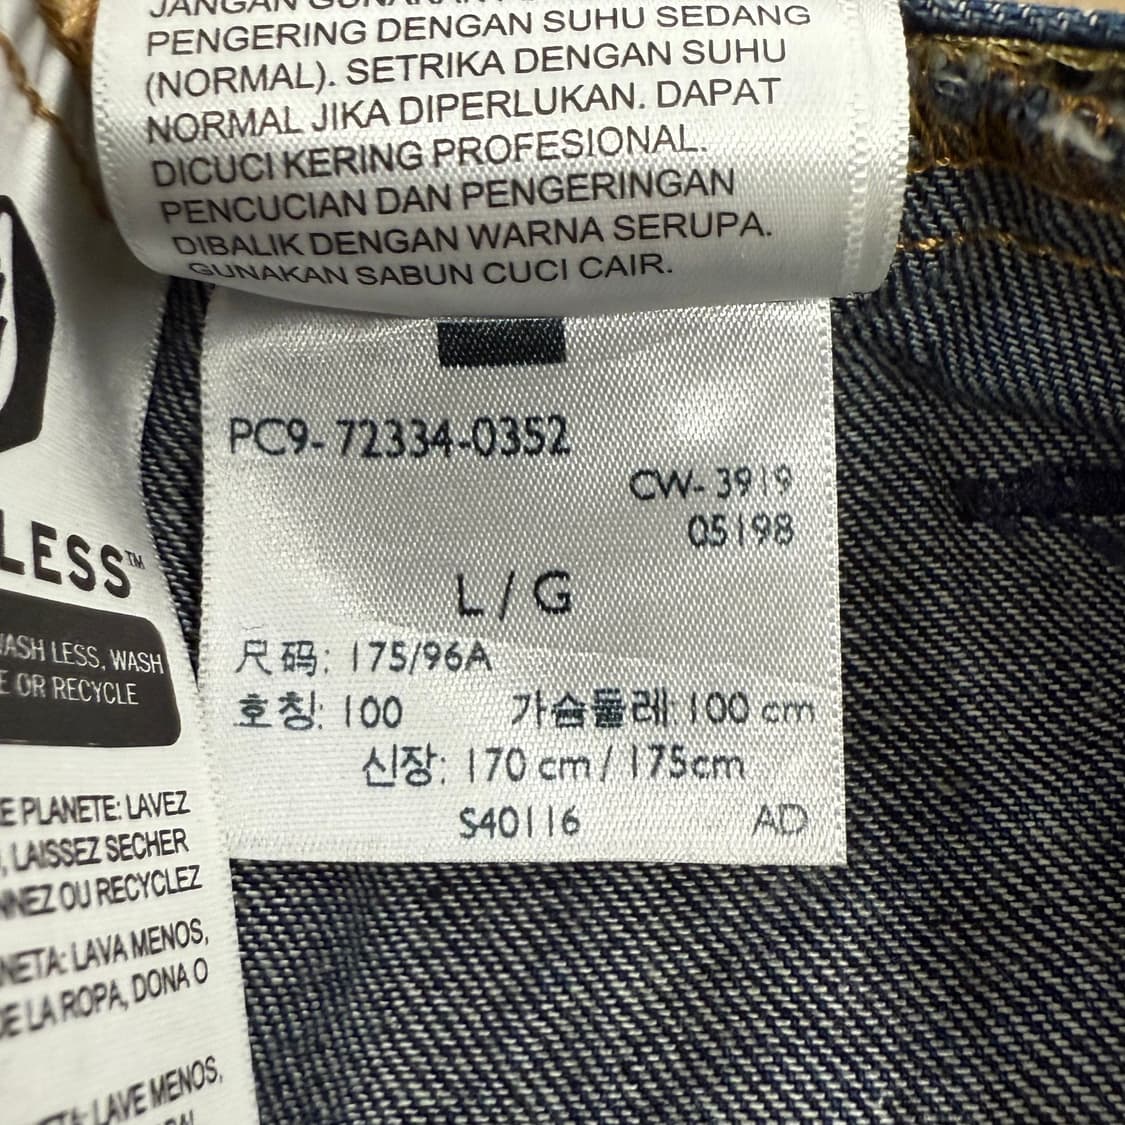 JANGAN
PENGERING DENGAN SUHU SEDANG
(NORMAL). SETRIKA DENGAN SUHU
NORMAL JIKA DIPERLUKAN. DAPAT
DICUCI KERING PROFESIONAL.
PENCUCIAN DAN PENGERINGAN
DIBALIK DENGAN WARNA SERUPA.
GUNAKAN SABUN CUCI CAIR.
PC9-72334-0352
CW-3919
05198
L/G
尺码: 175/96A
호칭: 100 가슴둘레: 100 cm
신장: 170 cm / 175cm
S40116 AD
LESS™
WASH LESS, WASH
OR RECYCLE
PLANETE: LAVEZ
, LAISSEZ SECHER
OU RECYCLEZ
LAVA MENOS,
DE LA ROPA, DONA O
LAVE MENOS,